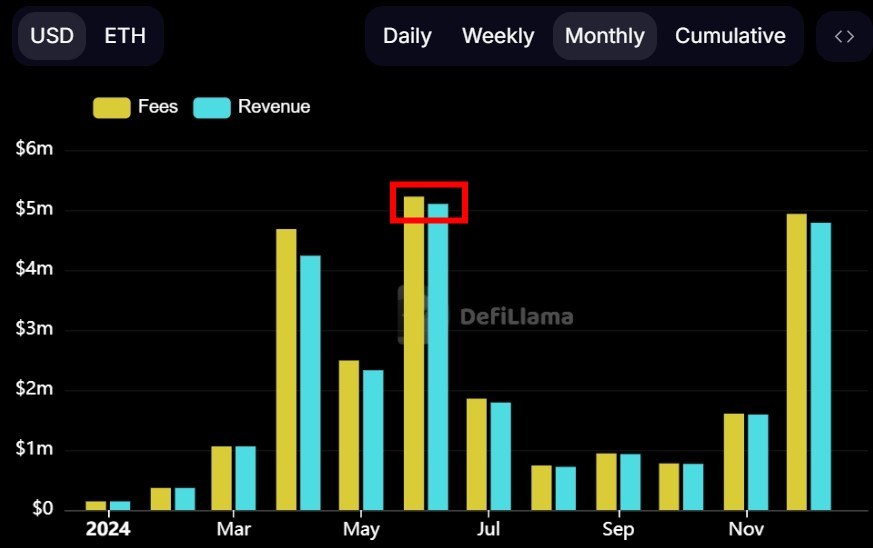 USD ETH Daily Weekly Monthly Cumulative <>
Fees Revenue
$6m
$5m
$4m
$3m
DefiLlama
$2m
$1m
$0
2024 Mar May Jul Sep Nov